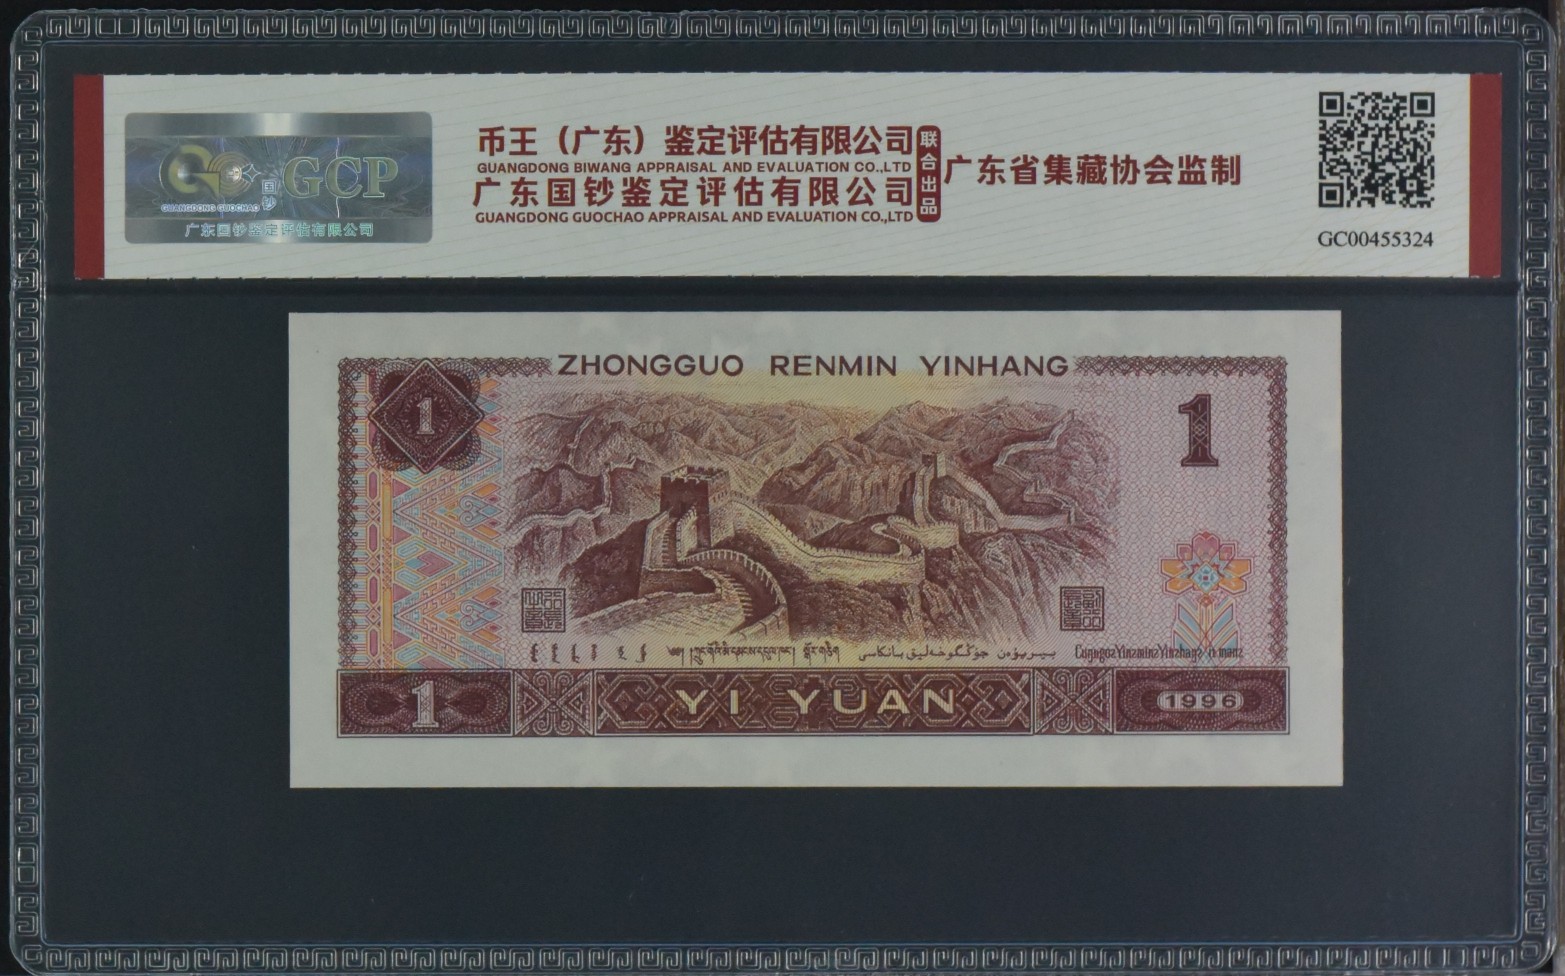 GCP
国钞
GUANGDONG GUOCHAO
广东国钞鉴定评估有限公司
币王（广东）鉴定评估有限公司
GUANGDONG BIWANG APPRAISAL AND EVALUATION CO.,LTD
广东国钞鉴定评估有限公司
GUANGDONG GUOCHAO APPRAISAL AND EVALUATION CO.,LTD
联合出品
广东省集藏协会监制
GC00455324
ZHONGGUO RENMIN YINHANG
1
1
1
YI YUAN
1996